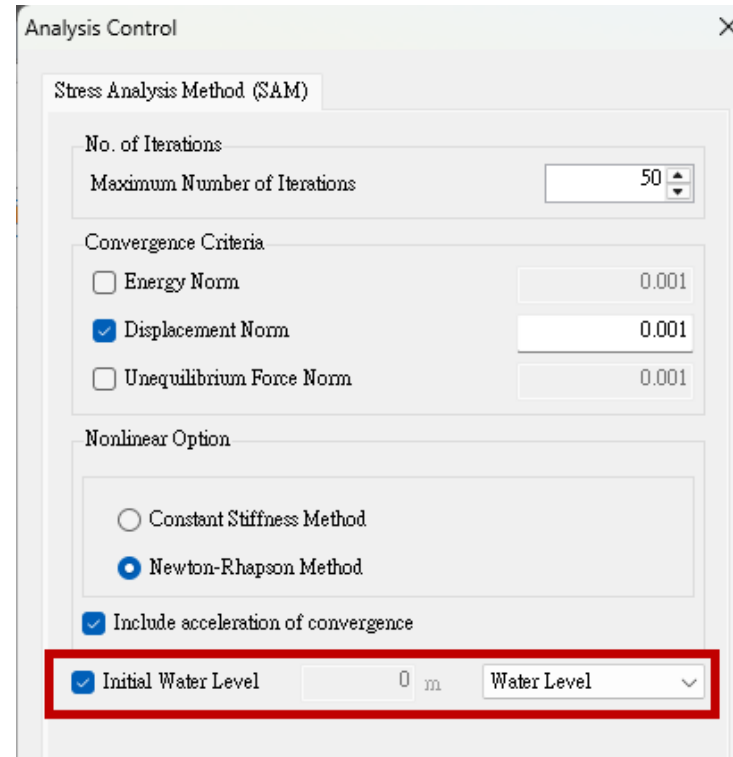 Analysis Control
Stress Analysis Method (SAM)
No. of Iterations
Maximum Number of Iterations 50
Convergence Criteria
Energy Norm 0.001
Displacement Norm 0.001
Unequilibrium Force Norm 0.001
Nonlinear Option
Constant Stiffness Method
Newton-Rhapson Method
Include acceleration of convergence
Initial Water Level 0 m Water Level